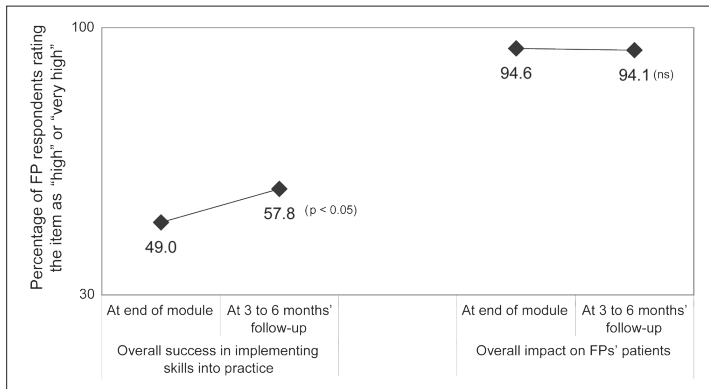 Percentage of FP respondents rating
the item as “high” or “very high”
100
30
49.0
57.8 (p < 0.05)
94.6
94.1 (ns)
At end of module
At 3 to 6 months’
follow-up
At end of module
At 3 to 6 months’
follow-up
Overall success in implementing
skills into practice
Overall impact on FPs’ patients